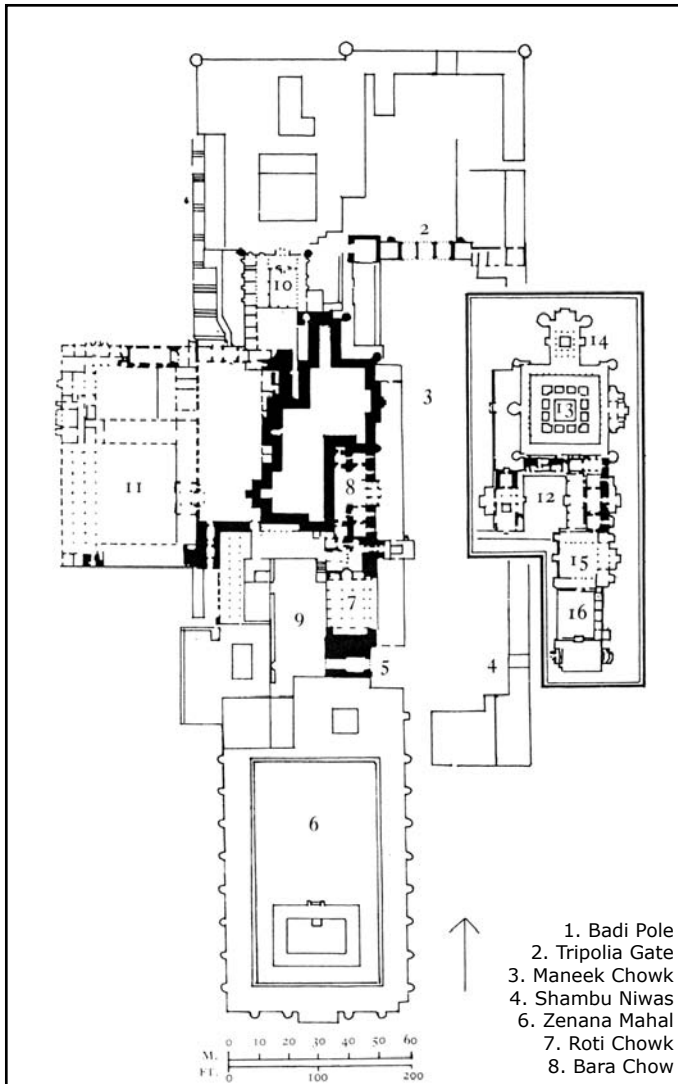 2
10
14
3
13
11
8
12
15
7
16
9
5
4
6
1. Badi Pole
2. Tripolia Gate
3. Maneek Chowk
4. Shambu Niwas
6. Zenana Mahal
7. Roti Chowk
8. Bara Chow
0 10 20 30 40 50 60
M.
FT.
0 100 200